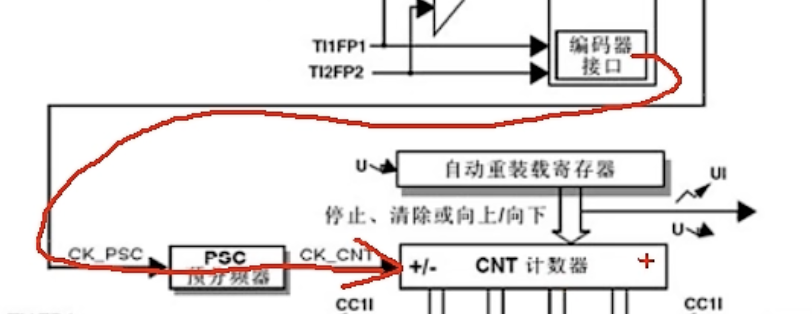 TI1FP1
编码器
接口
TI2FP2
U
自动重装载寄存器
UI
停止、清除或向上/向下
U
CK_PSC
PSC
预分频器
CK_CNT
+/-
CNT 计数器
+
CC1I
CC1I